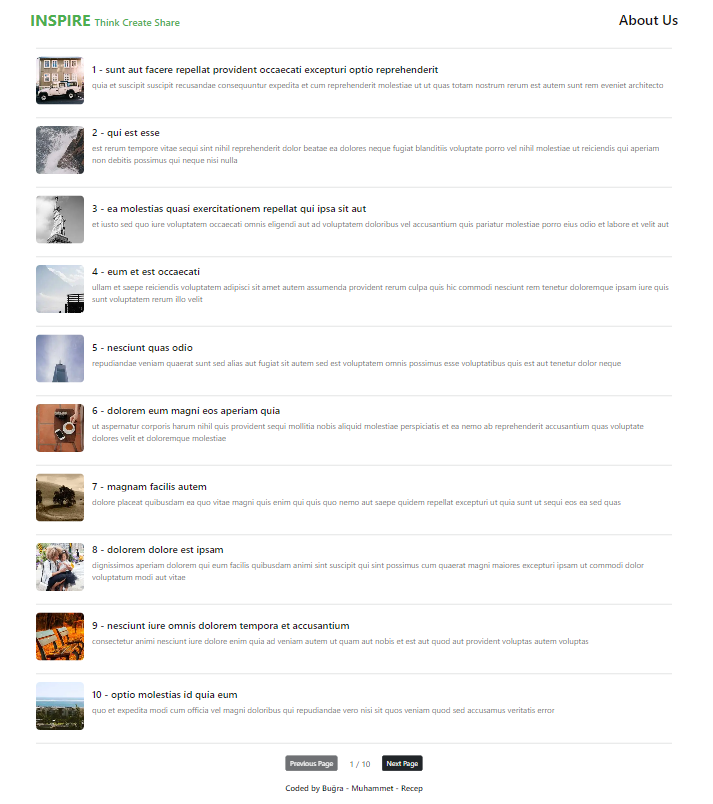 INSPIRE Think Create Share
About Us
1 - sunt aut facere repellat provident occaecati excepturi optio reprehenderit
quia et suscipit suscipit recusandae consequuntur expedita et cum reprehenderit molestiae ut ut quas totam nostrum rerum est autem sunt rem eveniet architecto
2 - qui est esse
est rerum tempore vitae sequi sint nihil reprehenderit dolor beatae ea dolores neque fugiat blanditiis voluptate porro vel nihil molestiae ut reiciendis qui aperiam
non debitis possimus qui neque nisi nulla
3 - ea molestias quasi exercitationem repellat qui ipsa sit aut
et iusto sed quo iure voluptatem occaecati omnis eligendi aut ad voluptatem doloribus vel accusantium quis pariatur molestiae porro eius odio et labore et velit aut
4 - eum et est occaecati
ullam et saepe reiciendis voluptatem adipisci sit amet autem assumenda provident rerum culpa quis hic commodi nesciunt rem tenetur doloremque ipsam iure quis
sunt voluptatem rerum illo velit
5 - nesciunt quas odio
repudiandae veniam quaerat sunt sed alias aut fugiat sit autem sed est voluptatem omnis possimus esse voluptatibus quis est aut tenetur dolor neque
6 - dolorem eum magni eos aperiam quia
ut aspernatur corporis harum nihil quis provident sequi mollitia nobis aliquid molestiae perspiciatis et ea nemo ab reprehenderit accusantium quas voluptate
dolores velit et doloremque molestiae
7 - magnam facilis autem
dolore placeat quibusdam ea quo vitae magni quis enim qui quis quo nemo aut saepe quidem repellat excepturi ut quia sunt ut sequi eos ea sed quas
8 - dolorem dolore est ipsam
dignissimos aperiam dolorem qui eum facilis quibusdam animi sint suscipit qui sint possimus cum quaerat magni maiores excepturi ipsam ut commodi dolor
voluptatum modi aut vitae
9 - nesciunt iure omnis dolorem tempora et accusantium
consectetur animi nesciunt iure dolore enim quia ad veniam autem ut quam aut nobis et est aut quod aut provident voluptas autem voluptas
10 - optio molestias id quia eum
quo et expedita modi cum officia vel magni doloribus qui repudiandae vero nisi sit quos veniam quod sed accusamus veritatis error
Previous Page 1 / 10 Next Page
Coded by Buğra - Muhammet - Recep